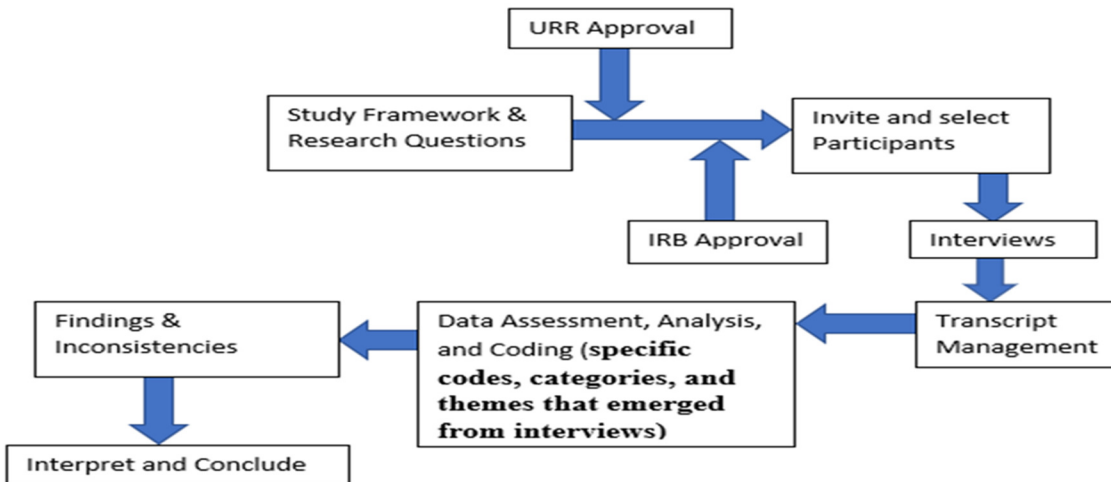 URR Approval
Study Framework &
Research Questions
Invite and select
Participants
IRB Approval
Interviews
Findings &
Inconsistencies
Data Assessment, Analysis,
and Coding (specific
codes, categories, and
themes that emerged
from interviews)
Transcript
Management
Interpret and Conclude